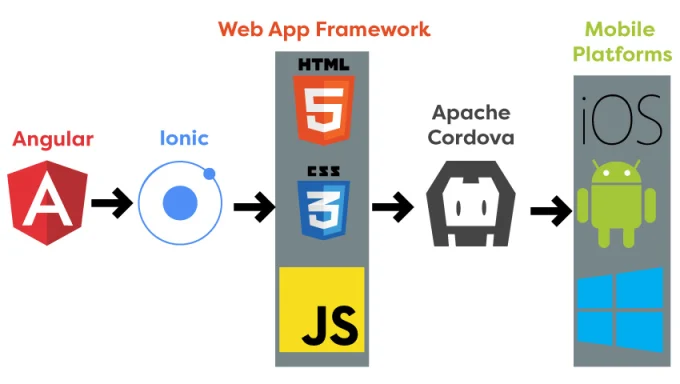 Web App Framework
Mobile
Platforms
HTML
5
iOS
Apache
Cordova
Angular
Ionic
A
CSS
3
JS